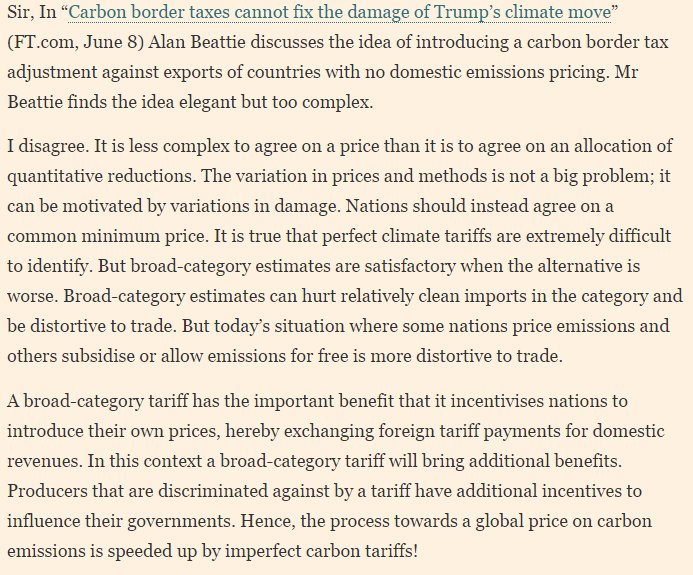 Sir, In “Carbon border taxes cannot fix the damage of Trump’s climate move”
(FT.com, June 8) Alan Beattie discusses the idea of introducing a carbon border tax
adjustment against exports of countries with no domestic emissions pricing. Mr
Beattie finds the idea elegant but too complex.
I disagree. It is less complex to agree on a price than it is to agree on an allocation of
quantitative reductions. The variation in prices and methods is not a big problem; it
can be motivated by variations in damage. Nations should instead agree on a
common minimum price. It is true that perfect climate tariffs are extremely difficult
to identify. But broad-category estimates are satisfactory when the alternative is
worse. Broad-category estimates can hurt relatively clean imports in the category and
be distortive to trade. But today’s situation where some nations price emissions and
others subsidise or allow emissions for free is more distortive to trade.
A broad-category tariff has the important benefit that it incentivises nations to
introduce their own prices, hereby exchanging foreign tariff payments for domestic
revenues. In this context a broad-category tariff will bring additional benefits.
Producers that are discriminated against by a tariff have additional incentives to
influence their governments. Hence, the process towards a global price on carbon
emissions is speeded up by imperfect carbon tariffs!